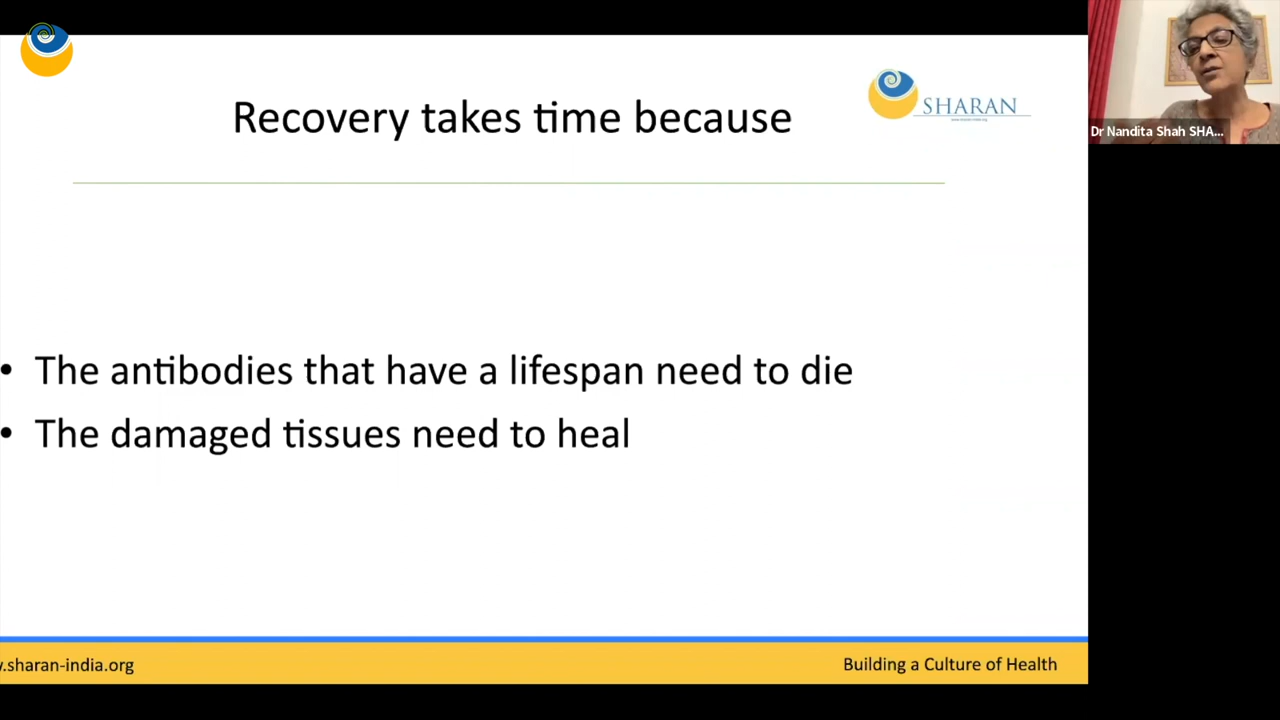 Recovery takes time because
SHARAN
Dr Nandita Shah SHA...
• The antibodies that have a lifespan need to die
• The damaged tissues need to heal
.sharan-india.org
Building a Culture of Health